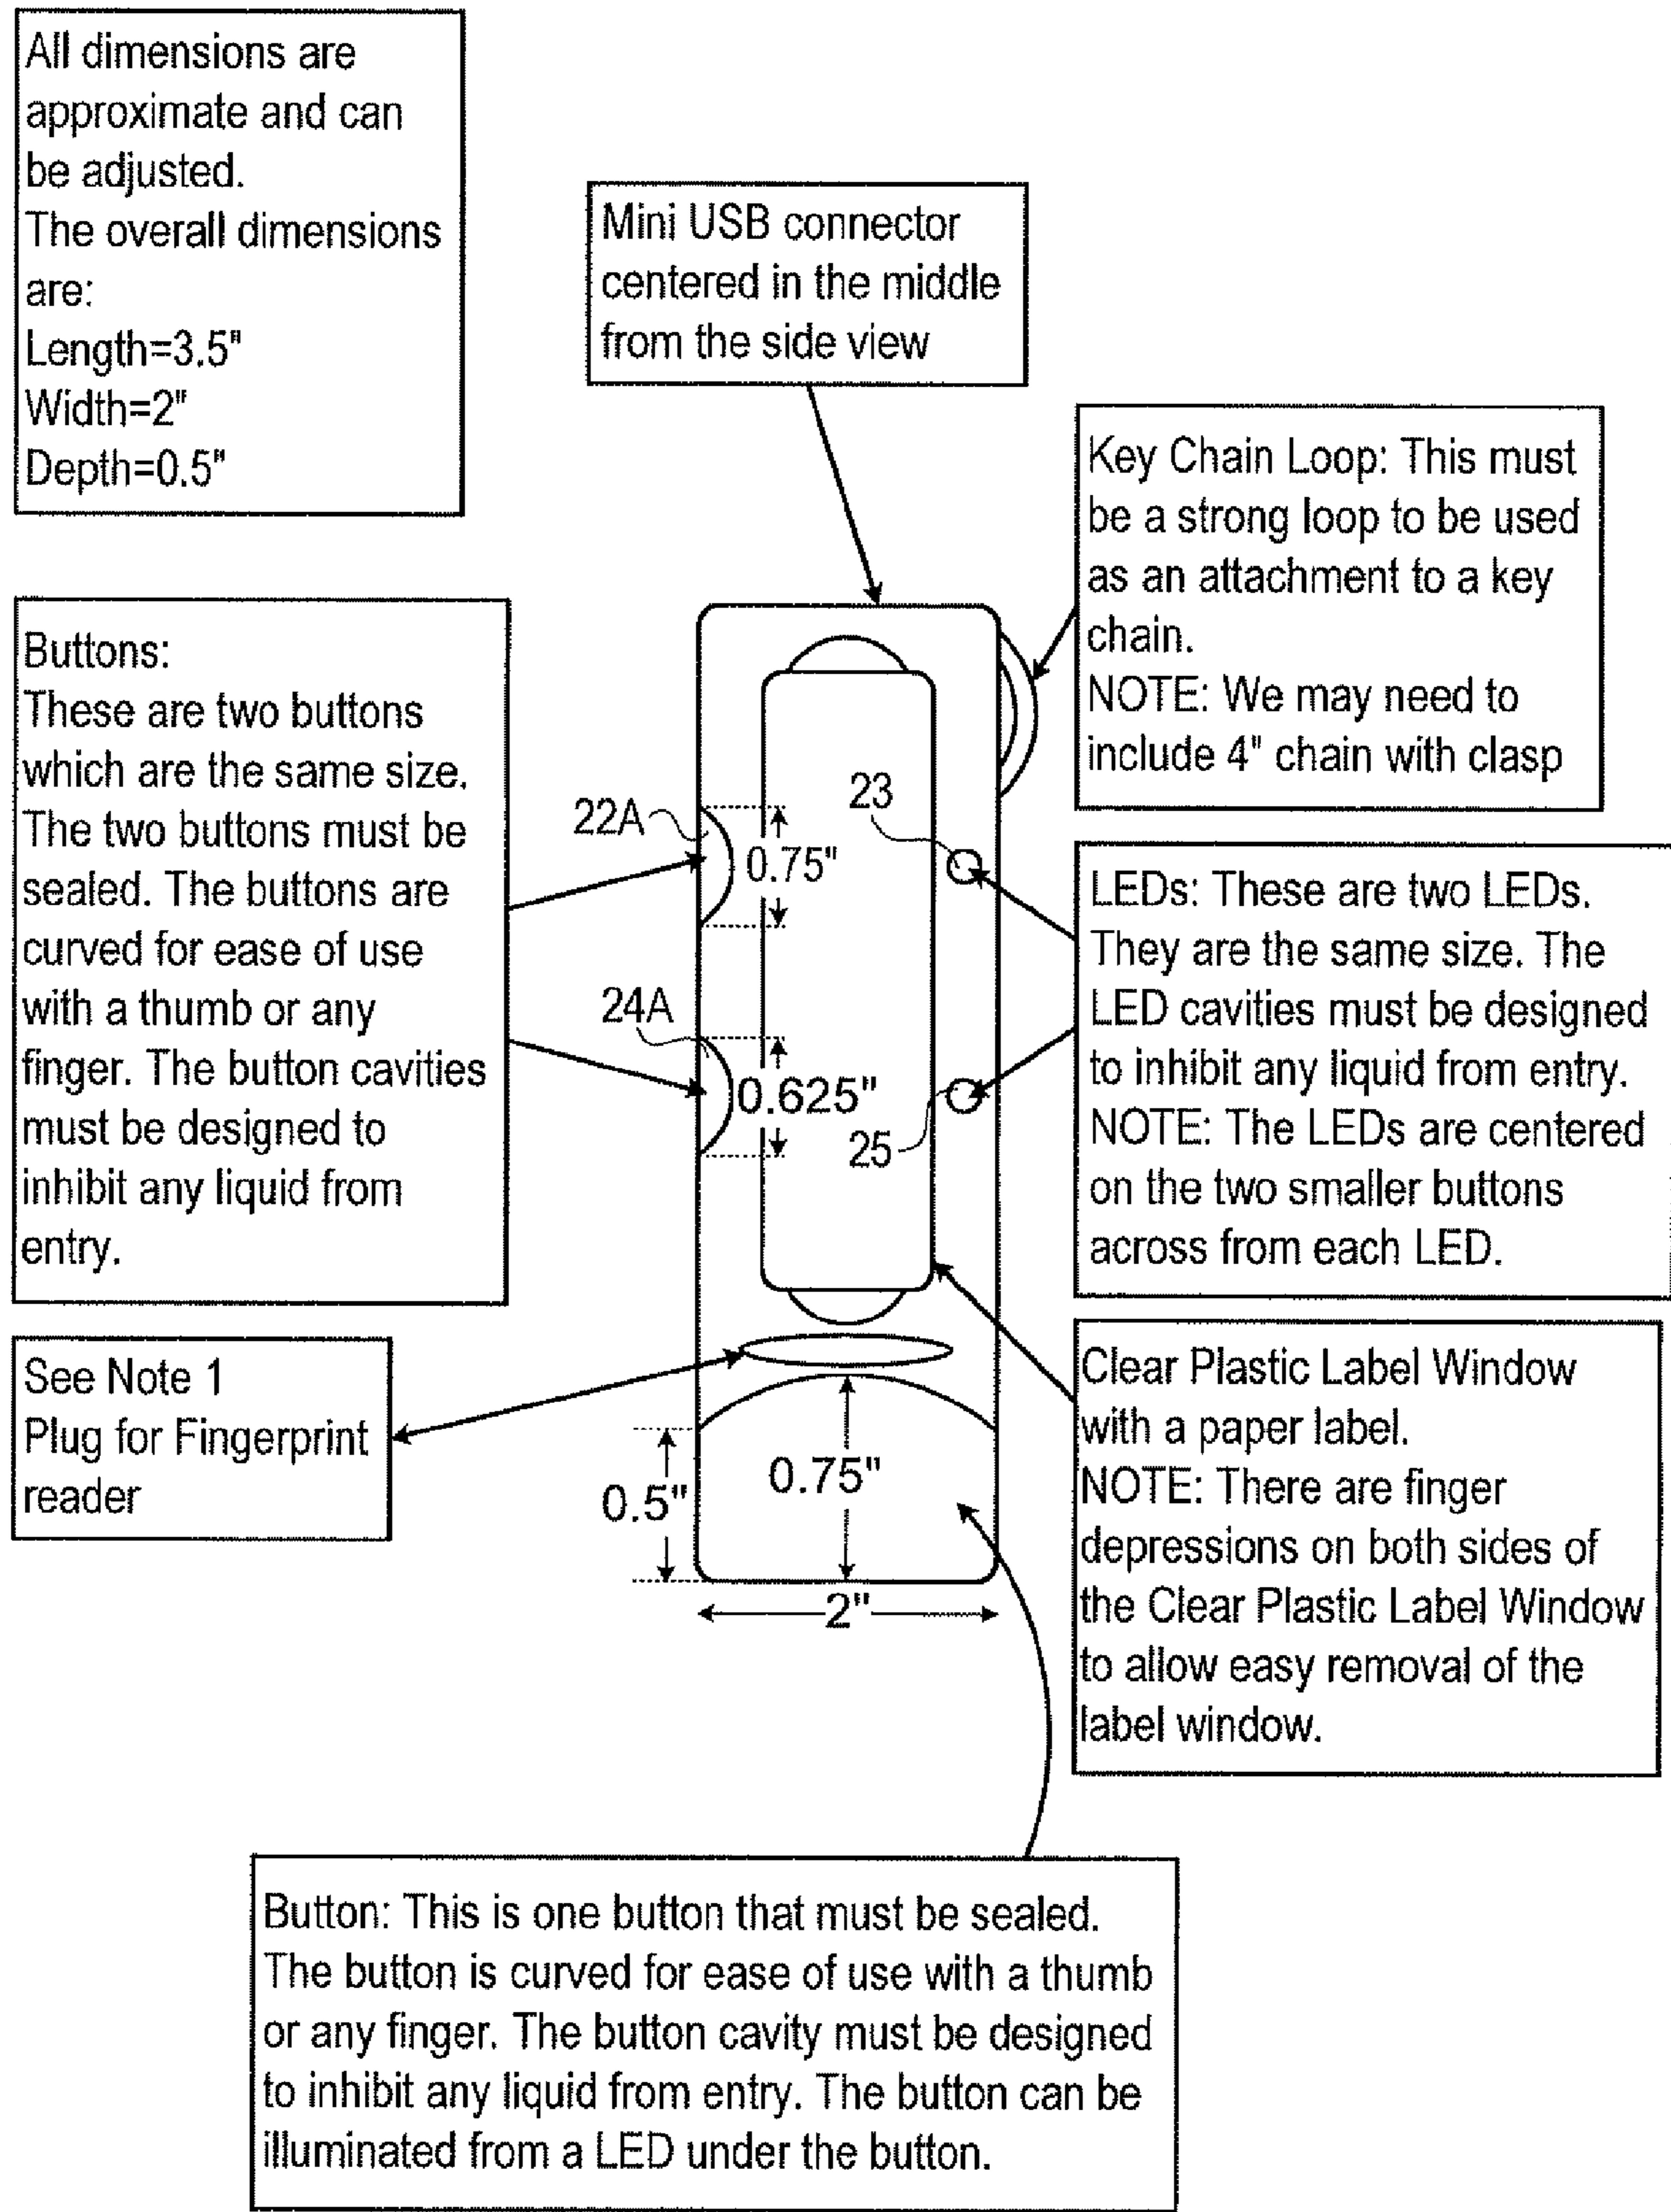 All dimensions are
approximate and can
be adjusted.
The overall dimensions
are:
Length=3.5"
Width=2"
Depth=0.5"
Mini USB connector
centered in the middle
from the side view
Key Chain Loop: This must
be a strong loop to be used
as an attachment to a key
chain.
NOTE: We may need to
include 4" chain with clasp
Buttons:
These are two buttons
which are the same size.
The two buttons must be
sealed. The buttons are
curved for ease of use
with a thumb or any
finger. The button cavities
must be designed to
inhibit any liquid from
entry.
22A
0.75"
23
24A
0.625"
25
LEDs: These are two LEDs.
They are the same size. The
LED cavities must be designed
to inhibit any liquid from entry.
NOTE: The LEDs are centered
on the two smaller buttons
across from each LED.
See Note 1
Plug for Fingerprint
reader
0.5"
0.75"
2"
Clear Plastic Label Window
with a paper label.
NOTE: There are finger
depressions on both sides of
the Clear Plastic Label Window
to allow easy removal of the
label window.
Button: This is one button that must be sealed.
The button is curved for ease of use with a thumb
or any finger. The button cavity must be designed
to inhibit any liquid from entry. The button can be
illuminated from a LED under the button.